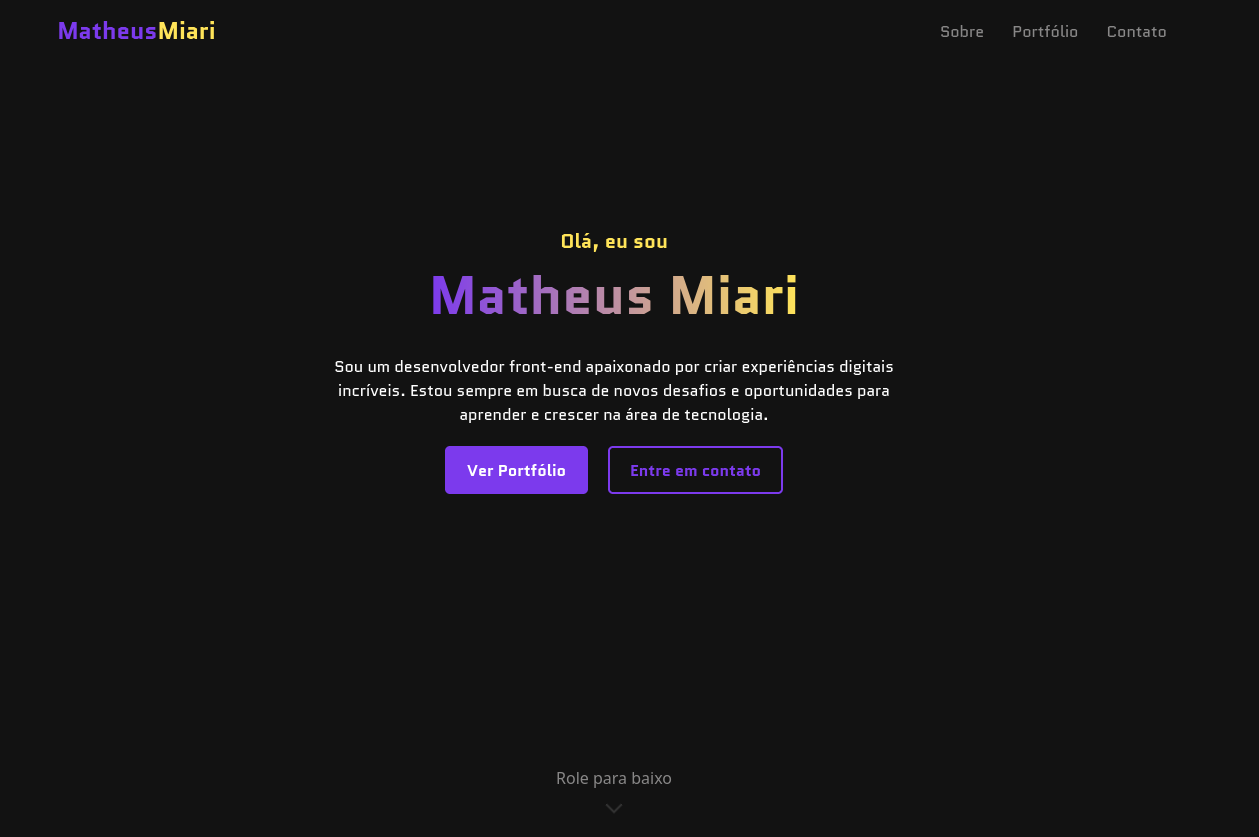 MatheusMiari
Sobre Portfólio Contato
Olá, eu sou
Matheus Miari
Sou um desenvolvedor front-end apaixonado por criar experiências digitais
incríveis. Estou sempre em busca de novos desafios e oportunidades para
aprender e crescer na área de tecnologia.
Ver Portfólio
Entre em contato
Role para baixo